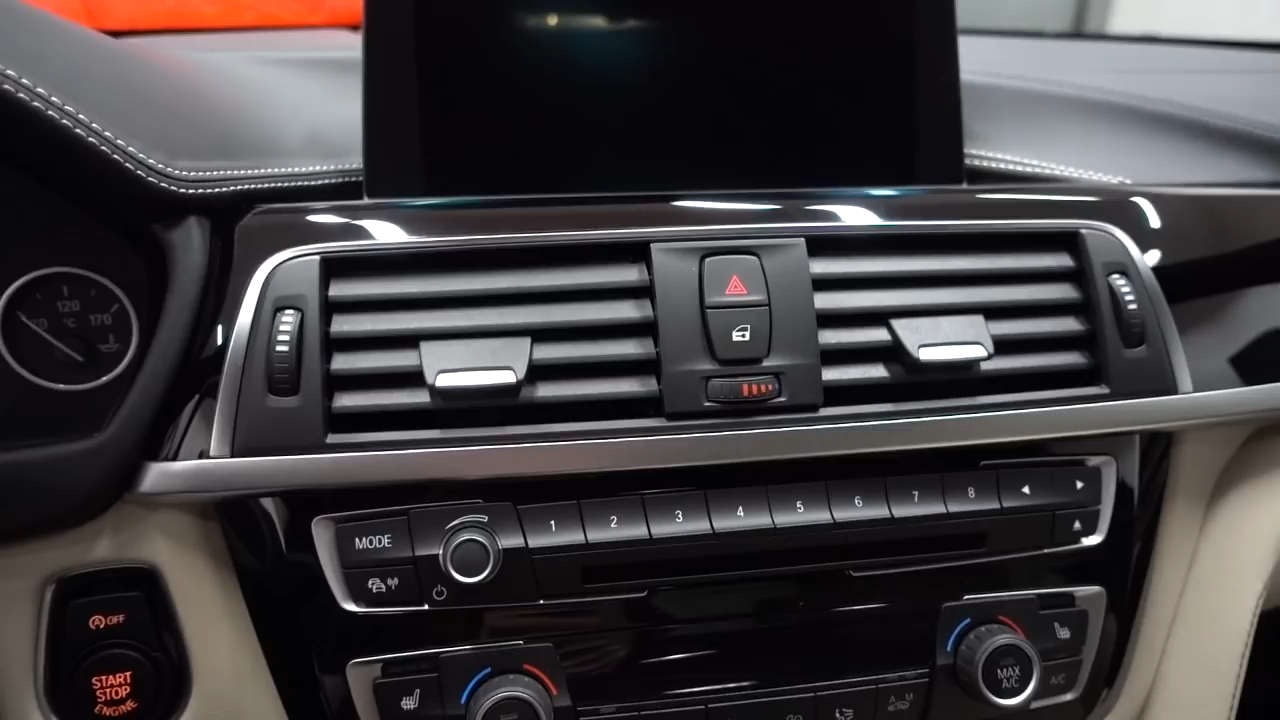 120
170
°C
1
2
3
4
5
6
7
8
MODE
A OFF
START
STOP
ENGINE
MAX
A/C
A/C
A M